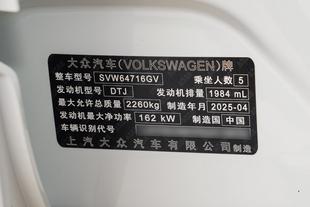 大众汽车(VOLKSWAGEN)牌
整车型号 SVW64716GV 乘坐人数 5
发动机型号 DTJ 发动机排量 1984 mL
最大允许总质量 2260kg 制造年月 2025-04
发动机最大净功率 162 kW 制造国 中国
车辆识别代号
上汽大众汽车有限公司 制造